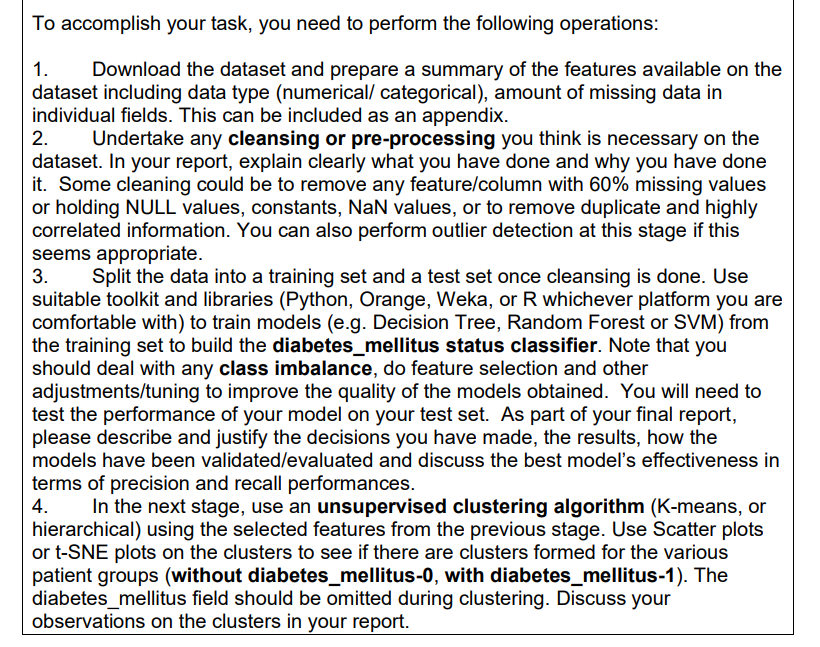 To accomplish your task, you need to perform the following operations:
1. Download the dataset and prepare a summary of the features available on the
dataset including data type (numerical/ categorical), amount of missing data in
individual fields. This can be included as an appendix.
2. Undertake any cleansing or pre-processing you think is necessary on the
dataset. In your report, explain clearly what you have done and why you have done
it. Some cleaning could be to remove any feature/column with 60% missing values
or holding NULL values, constants, NaN values, or to remove duplicate and highly
correlated information. You can also perform outlier detection at this stage if this
seems appropriate.
3. Split the data into a training set and a test set once cleansing is done. Use
suitable toolkit and libraries (Python, Orange, Weka, or R whichever platform you are
comfortable with) to train models (e.g. Decision Tree, Random Forest or SVM) from
the training set to build the diabetes_mellitus status classifier. Note that you
should deal with any class imbalance, do feature selection and other
adjustments/tuning to improve the quality of the models obtained. You will need to
test the performance of your model on your test set. As part of your final report,
please describe and justify the decisions you have made, the results, how the
models have been validated/evaluated and discuss the best model's effectiveness in
terms of precision and recall performances.
4. In the next stage, use an unsupervised clustering algorithm (K-means, or
hierarchical) using the selected features from the previous stage. Use Scatter plots
or t-SNE plots on the clusters to see if there are clusters formed for the various
patient groups (without diabetes_mellitus-0, with diabetes_mellitus-1). The
diabetes_mellitus field should be omitted during clustering. Discuss your
observations on the clusters in your report.